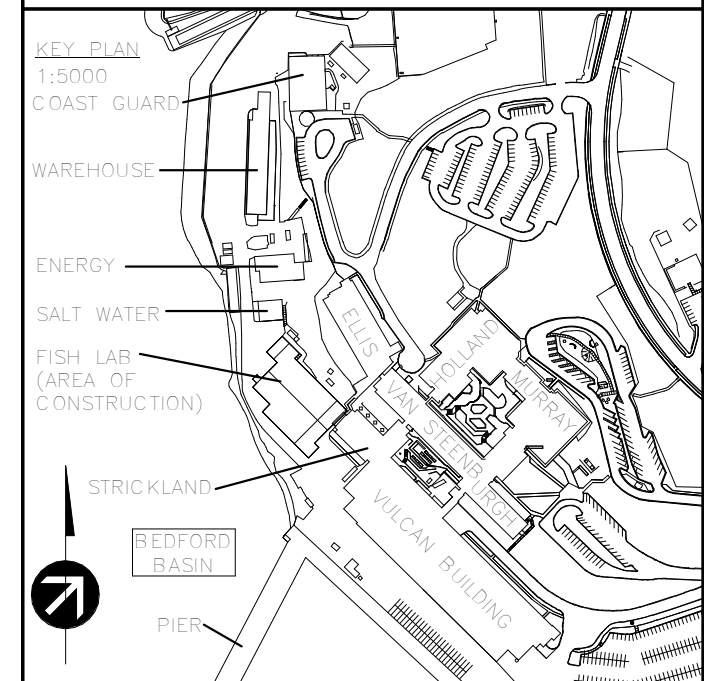 KEY PLAN
1:5000
COAST GUARD
WAREHOUSE
ENERGY
SALT WATER
FISH LAB
(AREA OF
CONSTRUCTION)
ELLIS
HOLLAND
MURRAY
VAN STEENBURGH
STRICKLAND
VULCAN BUILDING
BEDFORD
BASIN
PIER